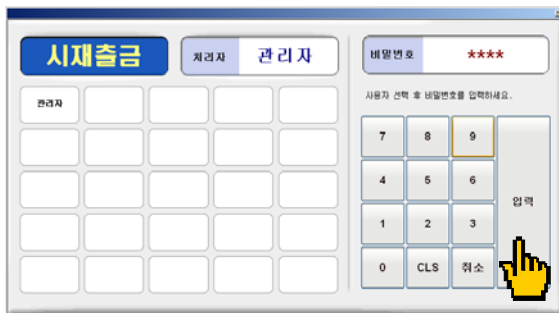 시재출금 처리자 관리자 비밀번호 ****
관리자
사용자 선택 후 비밀번호를 입력하세요.
7 8 9
4 5 6
입력
1 2 3
0 CLS 취소